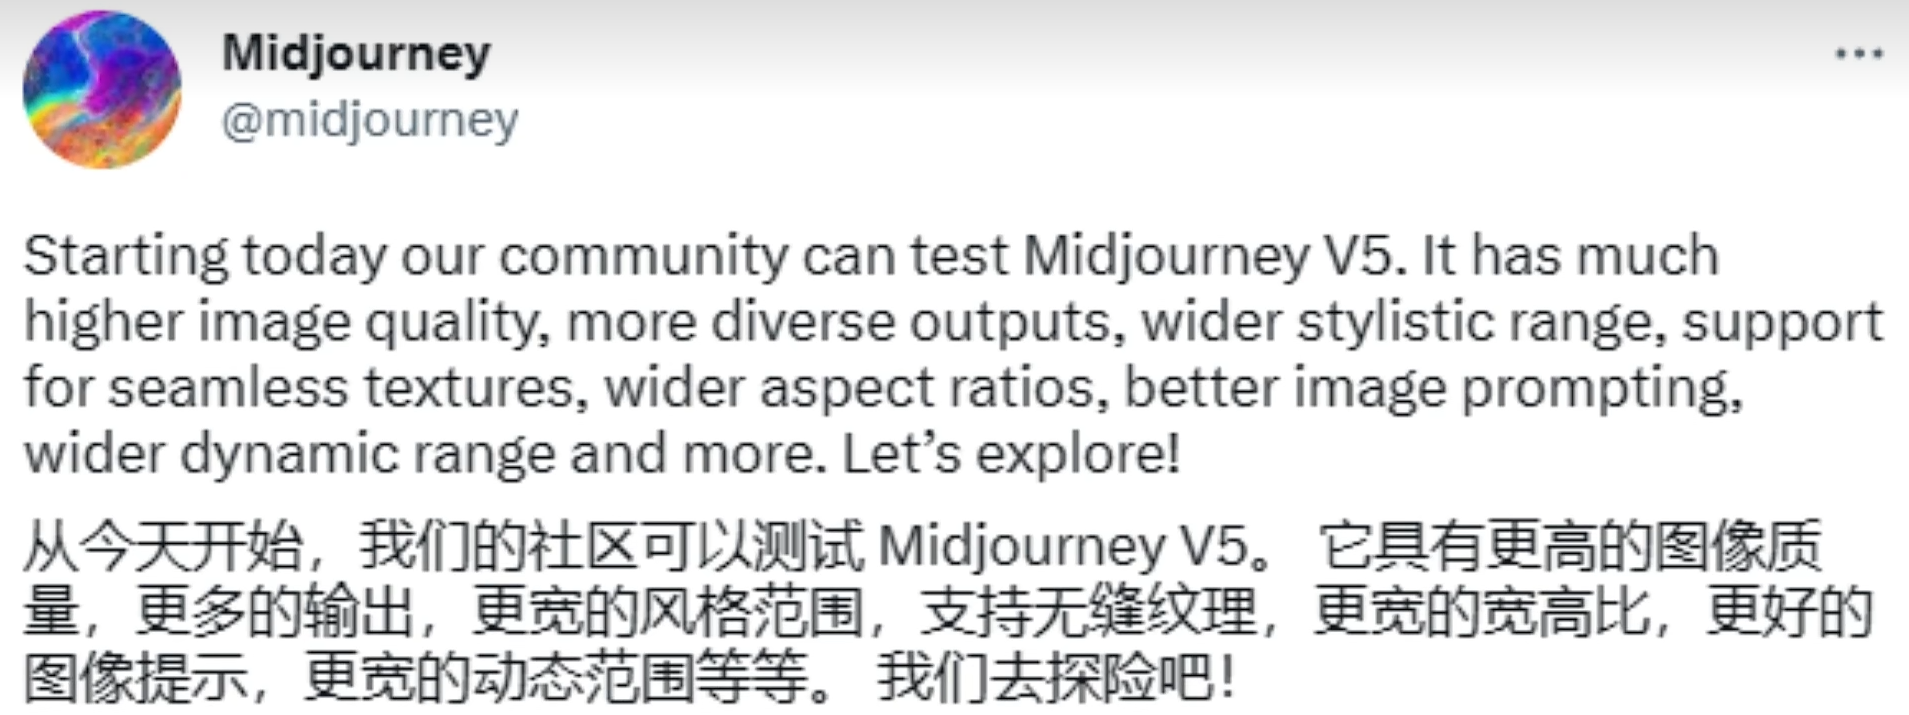 Midjourney
@midjourney
Starting today our community can test Midjourney V5. It has much
higher image quality, more diverse outputs, wider stylistic range, support
for seamless textures, wider aspect ratios, better image prompting,
wider dynamic range and more. Let’s explore!
从今天开始，我们的社区可以测试 Midjourney V5。 它具有更高的图像质
量，更多的输出，更宽的风格范围，支持无缝纹理，更宽的宽高比，更好的
图像提示，更宽的动态范围等等。 我们去探险吧！